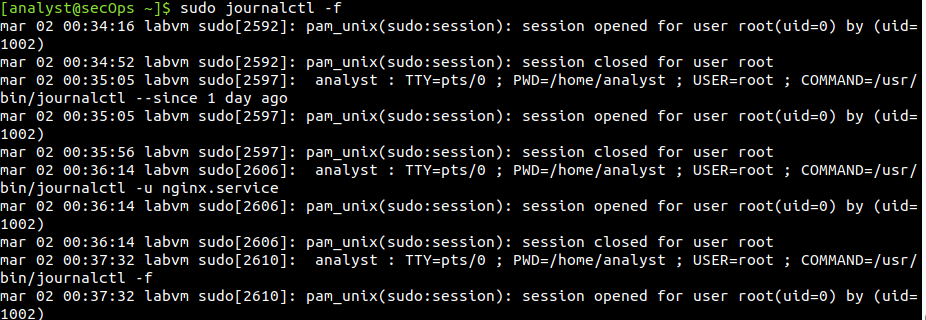 [analyst@secOps ~]$ sudo journalctl -f
mar 02 00:34:16 labvm sudo[2592]: pam_unix(sudo:session): session opened for user root(uid=0) by (uid=
1002)
mar 02 00:34:52 labvm sudo[2592]: pam_unix(sudo:session): session closed for user root
mar 02 00:35:05 labvm sudo[2597]:  analyst : TTY=pts/0 ; PWD=/home/analyst ; USER=root ; COMMAND=/usr/
bin/journalctl --since 1 day ago
mar 02 00:35:05 labvm sudo[2597]: pam_unix(sudo:session): session opened for user root(uid=0) by (uid=
1002)
mar 02 00:35:56 labvm sudo[2597]: pam_unix(sudo:session): session closed for user root
mar 02 00:36:14 labvm sudo[2606]:  analyst : TTY=pts/0 ; PWD=/home/analyst ; USER=root ; COMMAND=/usr/
bin/journalctl -u nginx.service
mar 02 00:36:14 labvm sudo[2606]: pam_unix(sudo:session): session opened for user root(uid=0) by (uid=
1002)
mar 02 00:36:14 labvm sudo[2606]: pam_unix(sudo:session): session closed for user root
mar 02 00:37:32 labvm sudo[2610]:  analyst : TTY=pts/0 ; PWD=/home/analyst ; USER=root ; COMMAND=/usr/
bin/journalctl -f
mar 02 00:37:32 labvm sudo[2610]: pam_unix(sudo:session): session opened for user root(uid=0) by (uid=
1002)